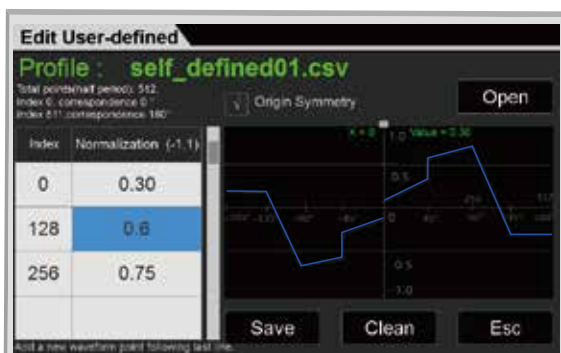 Edit User-defined
Profile : self_defined01.csv
Total points(half period): 512.
Index 0, correspondence 0°
Index 511,correspondence 180°
√ Origin Symmetry
Open
Index Normalization (-1,1)
0 0.30
128 0.6
256 0.75
X = 0 Value = 0.30
1.0
0.5
0
-0.5
-1.0
Save Clean Esc
Add a new waveform point following last line.